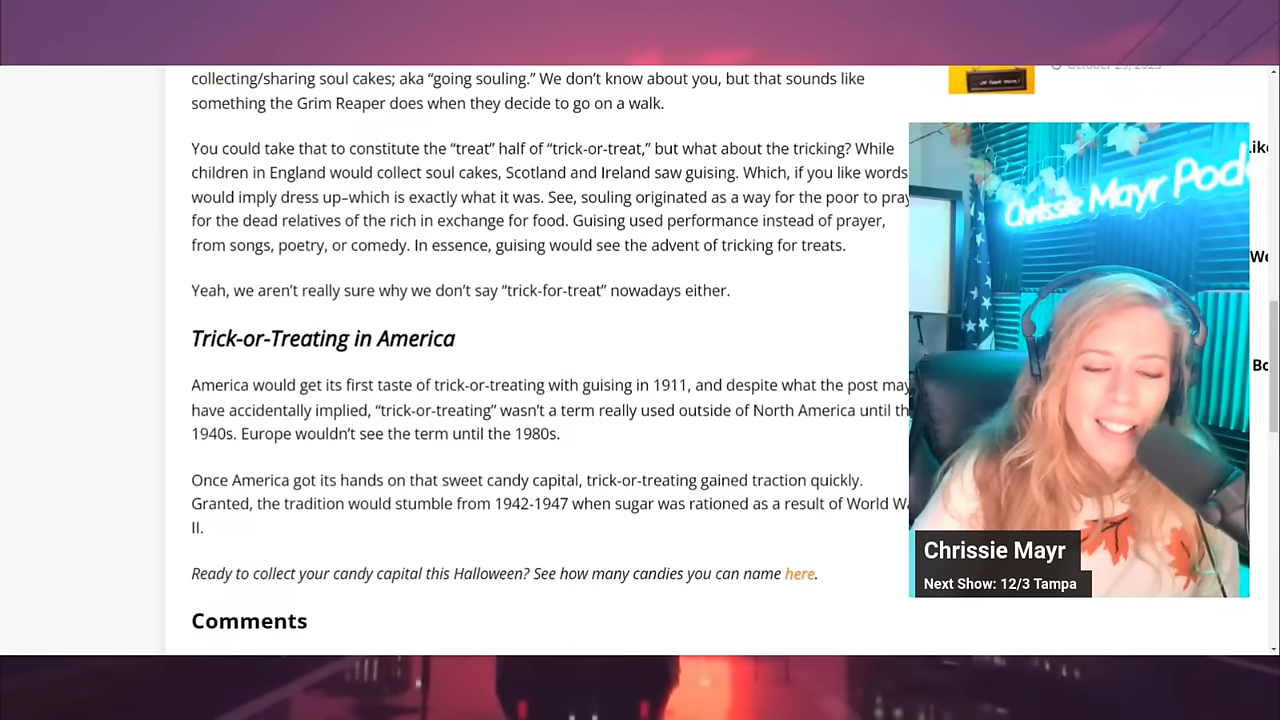 collecting/sharing soul cakes; aka “going souling.” We don’t know about you, but that sounds like
something the Grim Reaper does when they decide to go on a walk.
You could take that to constitute the “treat” half of “trick-or-treat,” but what about the tricking? While
children in England would collect soul cakes, Scotland and Ireland saw guising. Which, if you like words
would imply dress up–which is exactly what it was. See, souling originated as a way for the poor to pray
for the dead relatives of the rich in exchange for food. Guising used performance instead of prayer,
from songs, poetry, or comedy. In essence, guising would see the advent of tricking for treats.
Yeah, we aren’t really sure why we don’t say “trick-for-treat” nowadays either.
Trick-or-Treating in America
America would get its first taste of trick-or-treating with guising in 1911, and despite what the post may
have accidentally implied, “trick-or-treating” wasn’t a term really used outside of North America until th
1940s. Europe wouldn’t see the term until the 1980s.
Once America got its hands on that sweet candy capital, trick-or-treating gained traction quickly.
Granted, the tradition would stumble from 1942-1947 when sugar was rationed as a result of World W
II.
Ready to collect your candy capital this Halloween? See how many candies you can name here.
Comments
Chrissie Mayr Pod
Chrissie Mayr
Next Show: 12/3 Tampa